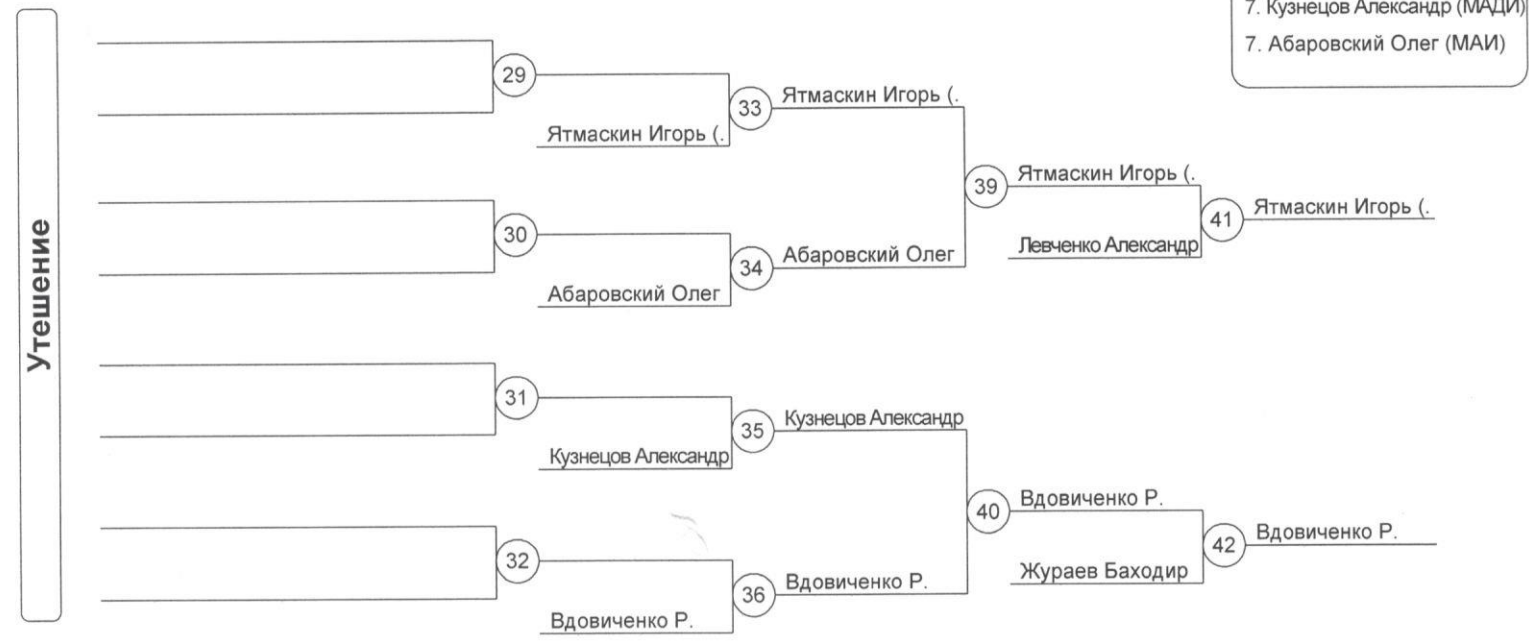 7. Кузнецов Александр (МАДИ)
7. Абаровский Олег (МАИ)
Утешение
29
Ятмаскин Игорь (.
33
Ятмаскин Игорь (.
30
Абаровский Олег
34
Абаровский Олег
39
Ятмаскин Игорь (.
Левченко Александр
41
Ятмаскин Игорь (.
31
Кузнецов Александр
35
Кузнецов Александр
32
Вдовиченко Р.
36
Вдовиченко Р.
40
Вдовиченко Р.
Жураев Баходир
42
Вдовиченко Р.